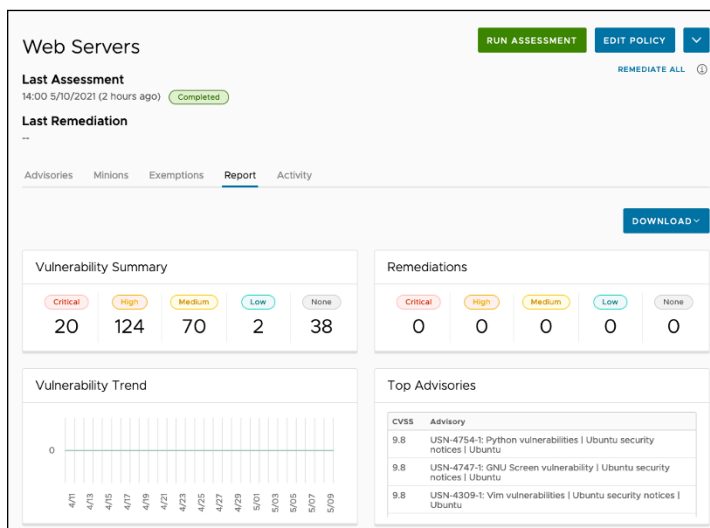 Web Servers
RUN ASSESSMENT
EDIT POLICY
REMEDIATE ALL
Last Assessment
14:00 5/10/2021 (2 hours ago) Completed
Last Remediation
--
Advisories Minions Exemptions Report Activity
DOWNLOAD
Vulnerability Summary
Critical High Medium Low None
20 124 70 2 38
Remediations
Critical High Medium Low None
0 0 0 0 0
Vulnerability Trend
0
4/11 4/13 4/15 4/17 4/19 4/21 4/23 4/25 4/27 4/29 5/01 5/03 5/05 5/07 5/09
Top Advisories
CVSS Advisory
9.8 USN-4754-1: Python vulnerabilities | Ubuntu security
notices | Ubuntu
9.8 USN-4747-1: GNU Screen vulnerability | Ubuntu security
notices | Ubuntu
9.8 USN-4309-1: Vim vulnerabilities | Ubuntu security notices |
Ubuntu